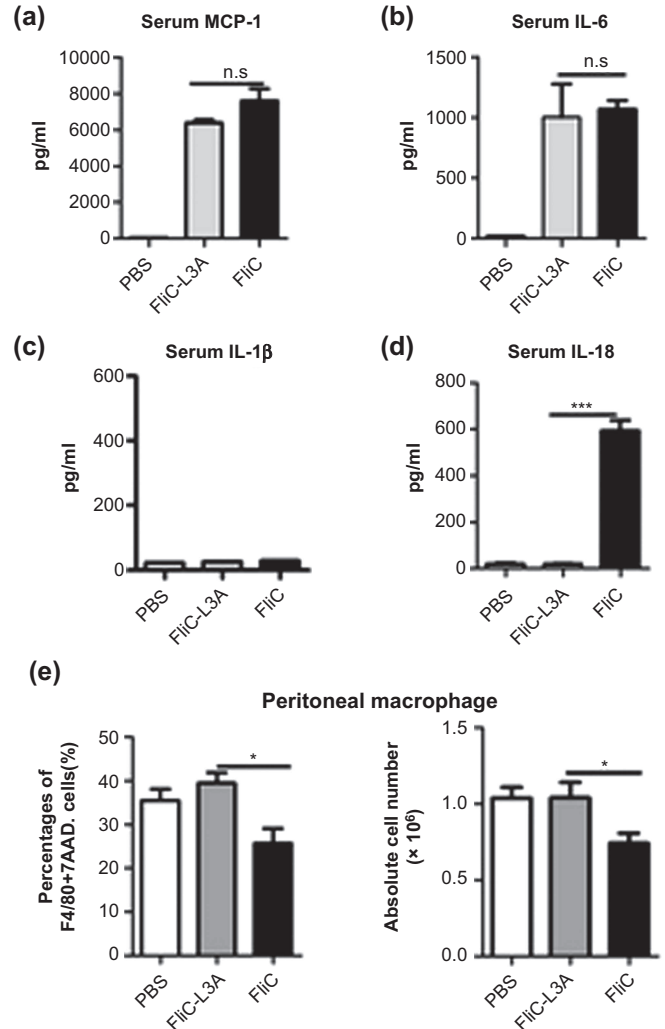 (a)
Serum MCP-1
n.s
10000
8000
6000
4000
2000
0
pg/ml
PBS
FliC-L3A
FliC
(b)
Serum IL-6
n.s
1500
1000
500
0
pg/ml
PBS
FliC-L3A
FliC
(c)
Serum IL-1β
600
400
200
0
pg/ml
PBS
FliC-L3A
FliC
(d)
Serum IL-18
***
800
600
400
200
0
pg/ml
PBS
FliC-L3A
FliC
(e)
Peritoneal macrophage
50
40
30
20
10
0
Percentages of
F4/80+7AAD. cells(%)
*
PBS
FliC-L3A
FliC
1.5
1.0
0.5
0.0
Absolute cell number
(× 10⁶)
*
PBS
FliC-L3A
FliC